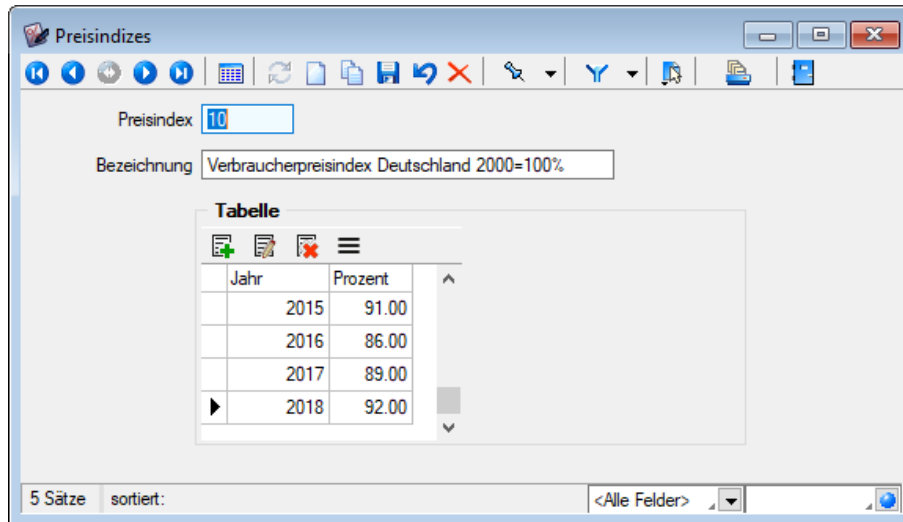 Preisindizes
Preisindex 10
Bezeichnung Verbraucherpreisindex Deutschland 2000=100%
Tabelle
Jahr Prozent
2015 91.00
2016 86.00
2017 89.00
2018 92.00
5 Sätze sortiert: <Alle Felder>